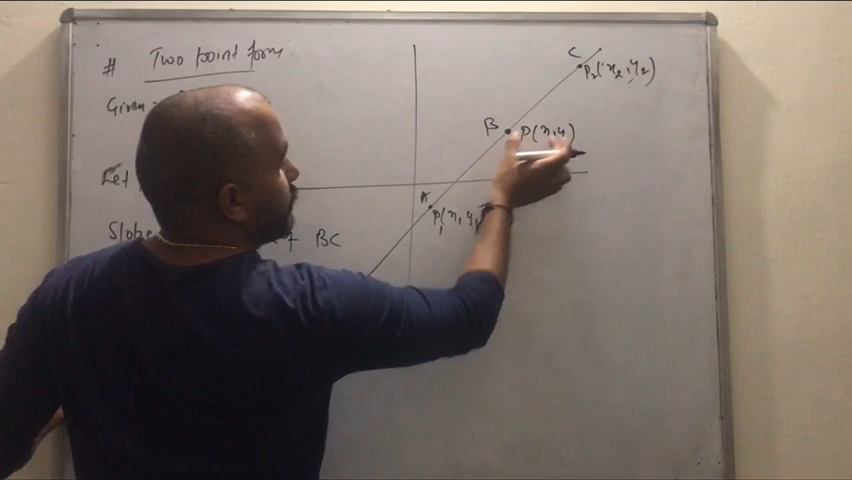 # Two point form
Given
Let
Slope of BC
C
P₂(x₂, y₂)
B
P(x, y)
A
P₁(x₁ y₁